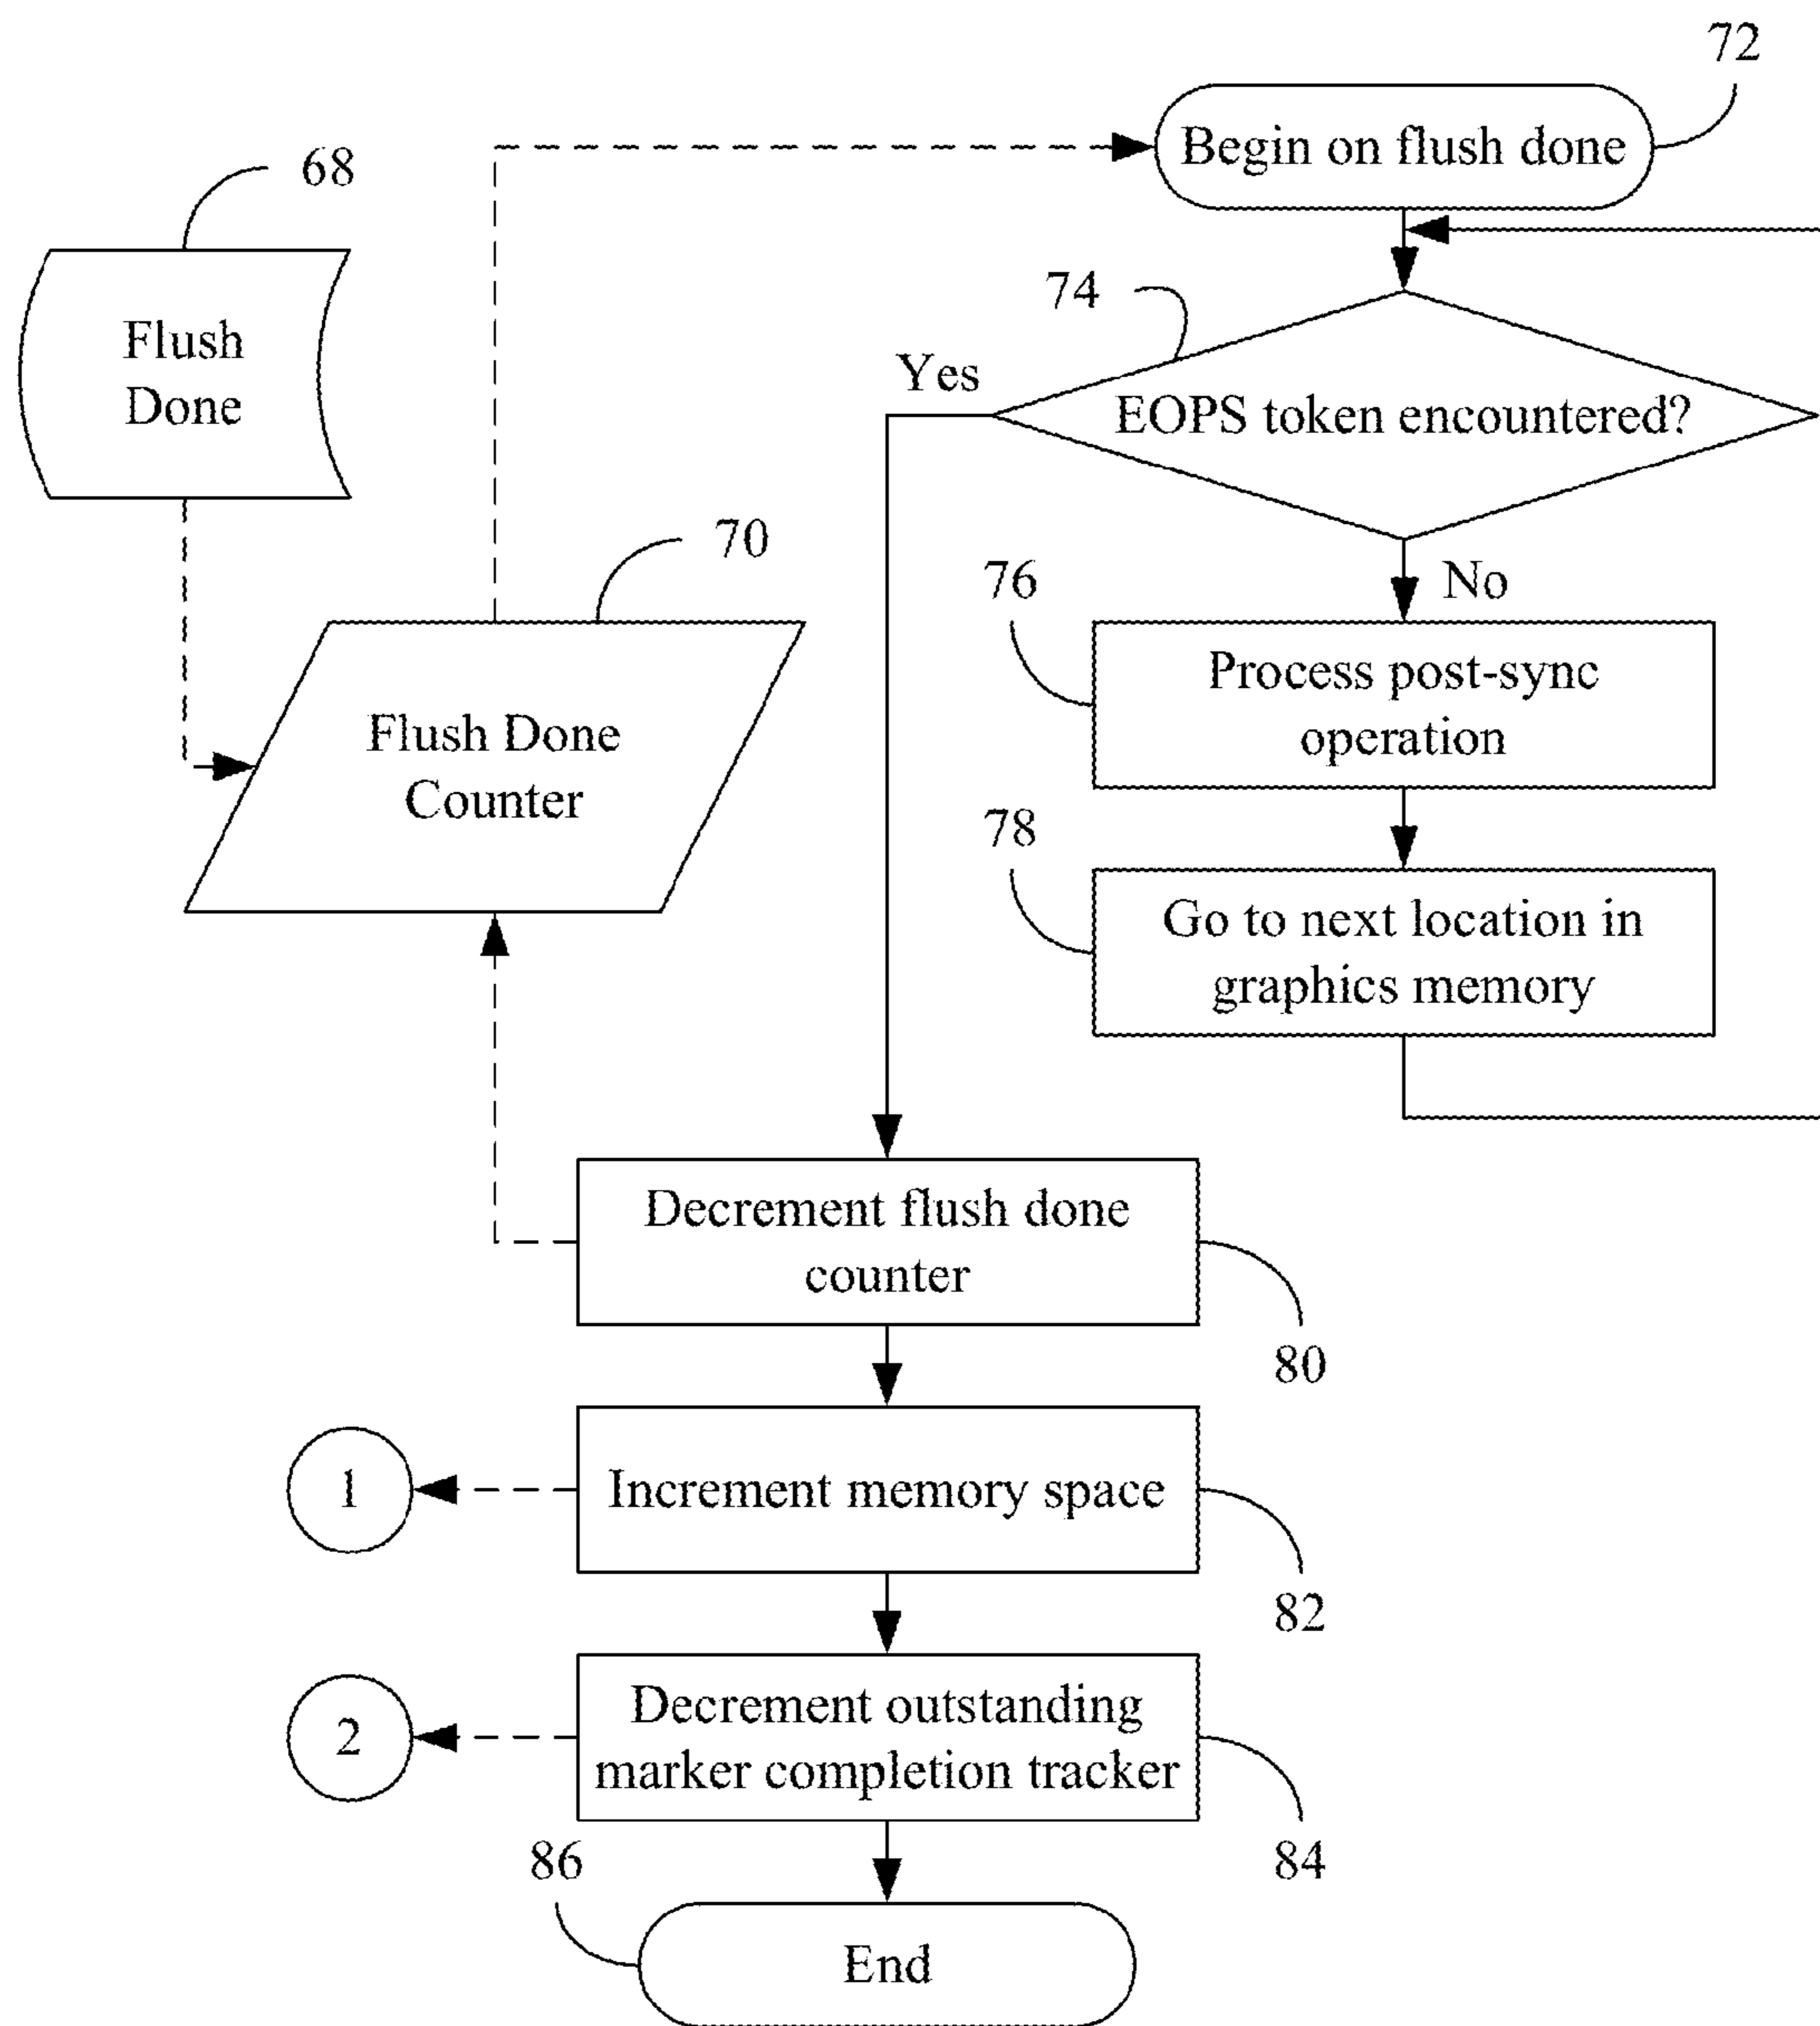 72
Begin on flush done
68
Flush
Done
74
Yes
EOPS token encountered?
70
76
No
Process post-sync
operation
Flush Done
Counter
78
Go to next location in
graphics memory
Decrement flush done
counter
80
1
Increment memory space
82
2
Decrement outstanding
marker completion tracker
84
86
End